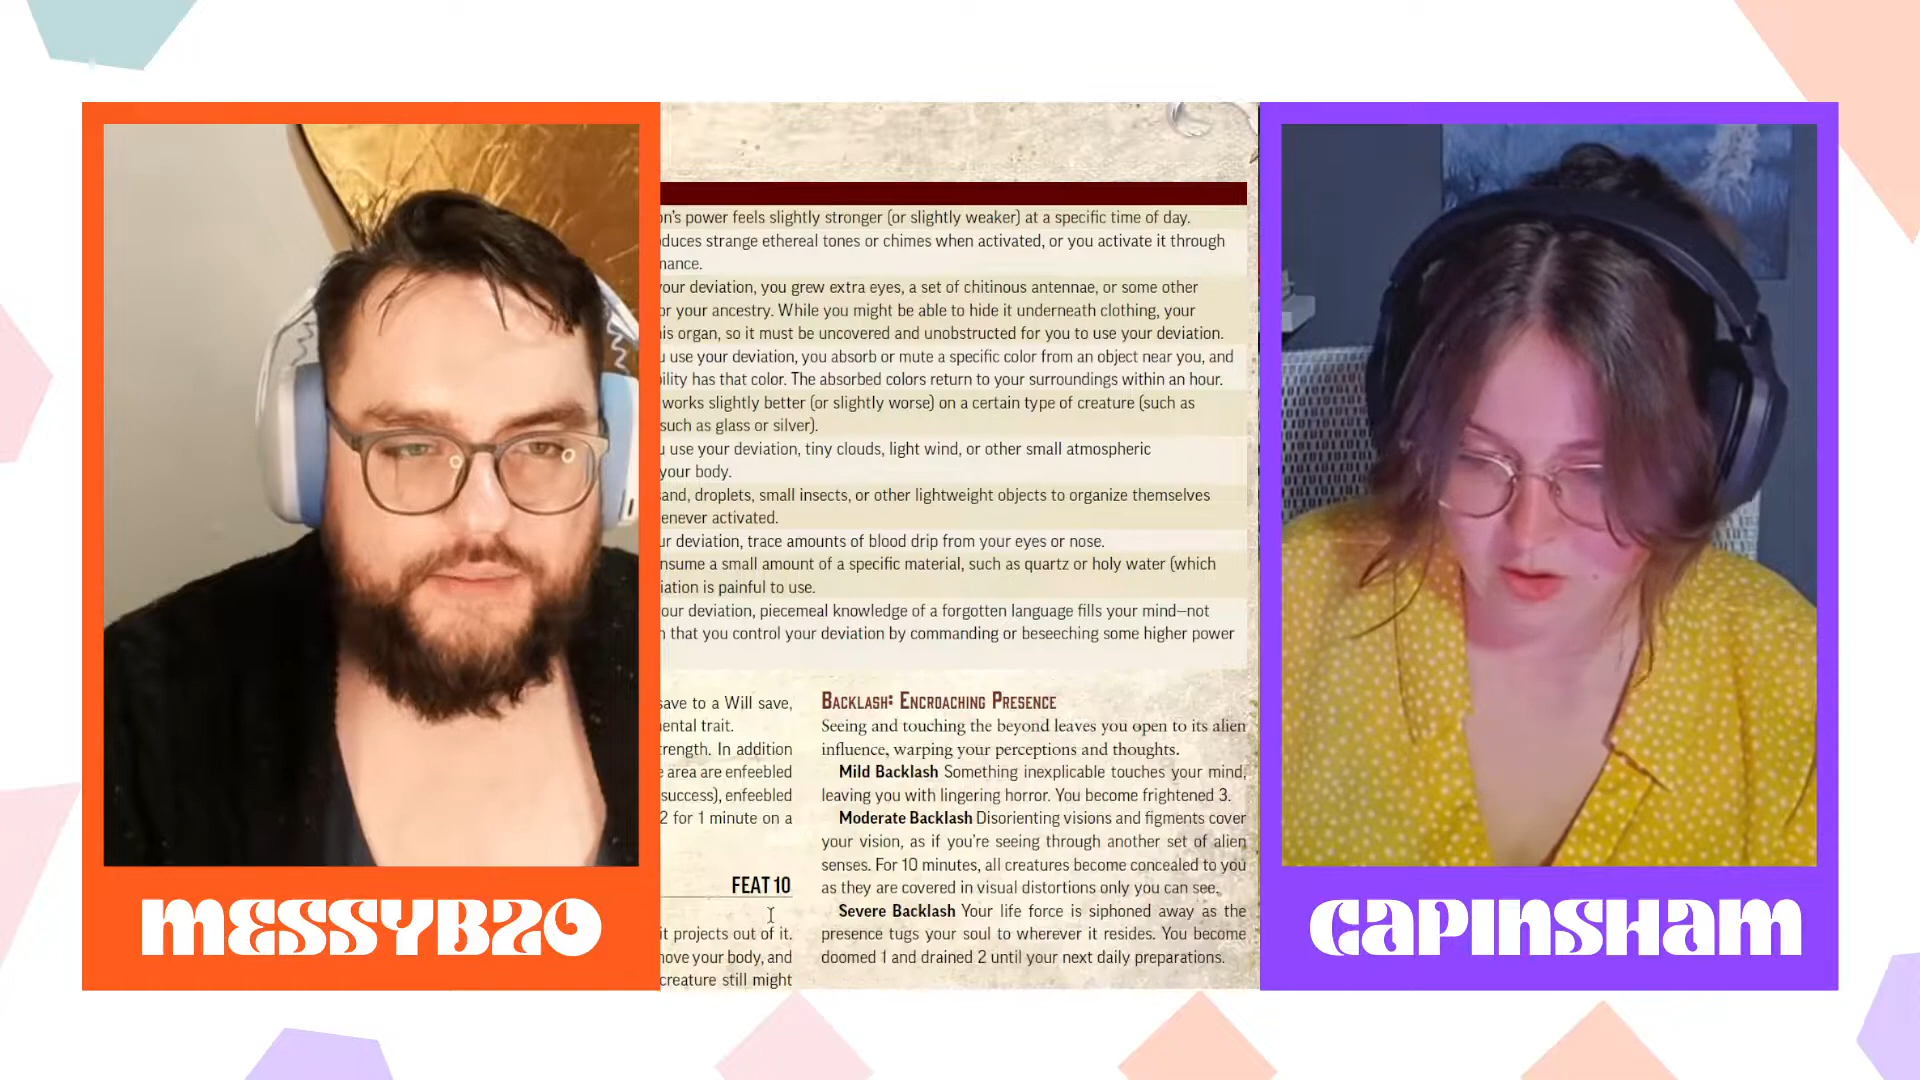 on's power feels slightly stronger (or slightly weaker) at a specific time of day.
duces strange ethereal tones or chimes when activated, or you activate it through
mance.
your deviation, you grew extra eyes, a set of chitinous antennae, or some other
or your ancestry. While you might be able to hide it underneath clothing, your
is organ, so it must be uncovered and unobstructed for you to use your deviation.
u use your deviation, you absorb or mute a specific color from an object near you, and
bility has that color. The absorbed colors return to your surroundings within an hour.
works slightly better (or slightly worse) on a certain type of creature (such as
such as glass or silver).
u use your deviation, tiny clouds, light wind, or other small atmospheric
your body.
sand, droplets, small insects, or other lightweight objects to organize themselves
enever activated.
ur deviation, trace amounts of blood drip from your eyes or nose.
nsume a small amount of a specific material, such as quartz or holy water (which
iation is painful to use.
our deviation, piecemeal knowledge of a forgotten language fills your mind—not
n that you control your deviation by commanding or beseeching some higher power
save to a Will save,
ental trait.
rength. In addition
e area are enfeebled
success), enfeebled
2 for 1 minute on a
FEAT 10
it projects out of it.
nove your body, and
creature still might
BACKLASH: ENCROACHING PRESENCE
Seeing and touching the beyond leaves you open to its alien
influence, warping your perceptions and thoughts.
Mild Backlash Something inexplicable touches your mind,
leaving you with lingering horror. You become frightened 3.
Moderate Backlash Disorienting visions and figments cover
your vision, as if you're seeing through another set of alien
senses. For 10 minutes, all creatures become concealed to you
as they are covered in visual distortions only you can see.
Severe Backlash Your life force is siphoned away as the
presence tugs your soul to wherever it resides. You become
doomed 1 and drained 2 until your next daily preparations.
MESSYB20
CAPINSHAM